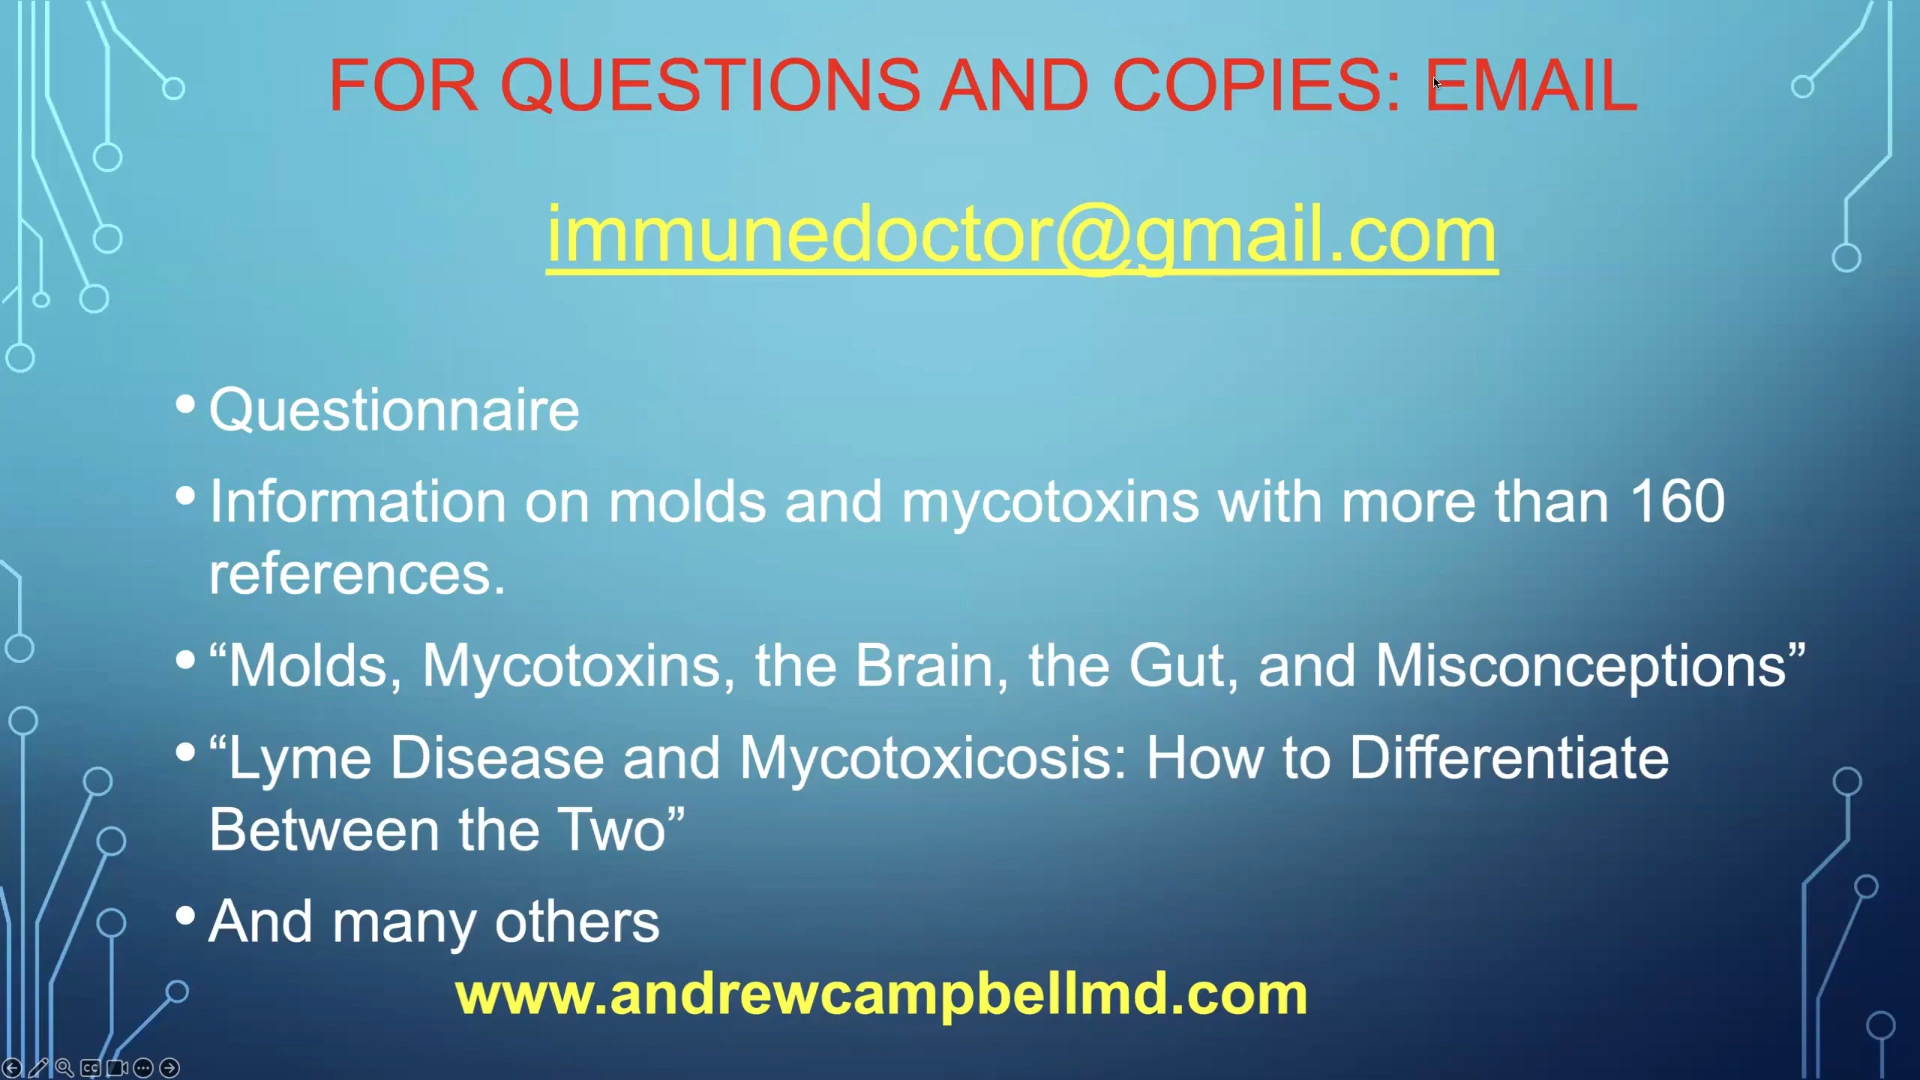 FOR QUESTIONS AND COPIES: EMAIL
immunedoctor@gmail.com
• Questionnaire
• Information on molds and mycotoxins with more than 160
references.
• “Molds, Mycotoxins, the Brain, the Gut, and Misconceptions”
• “Lyme Disease and Mycotoxicosis: How to Differentiate
Between the Two”
• And many others
www.andrewcampbellmd.com
CC